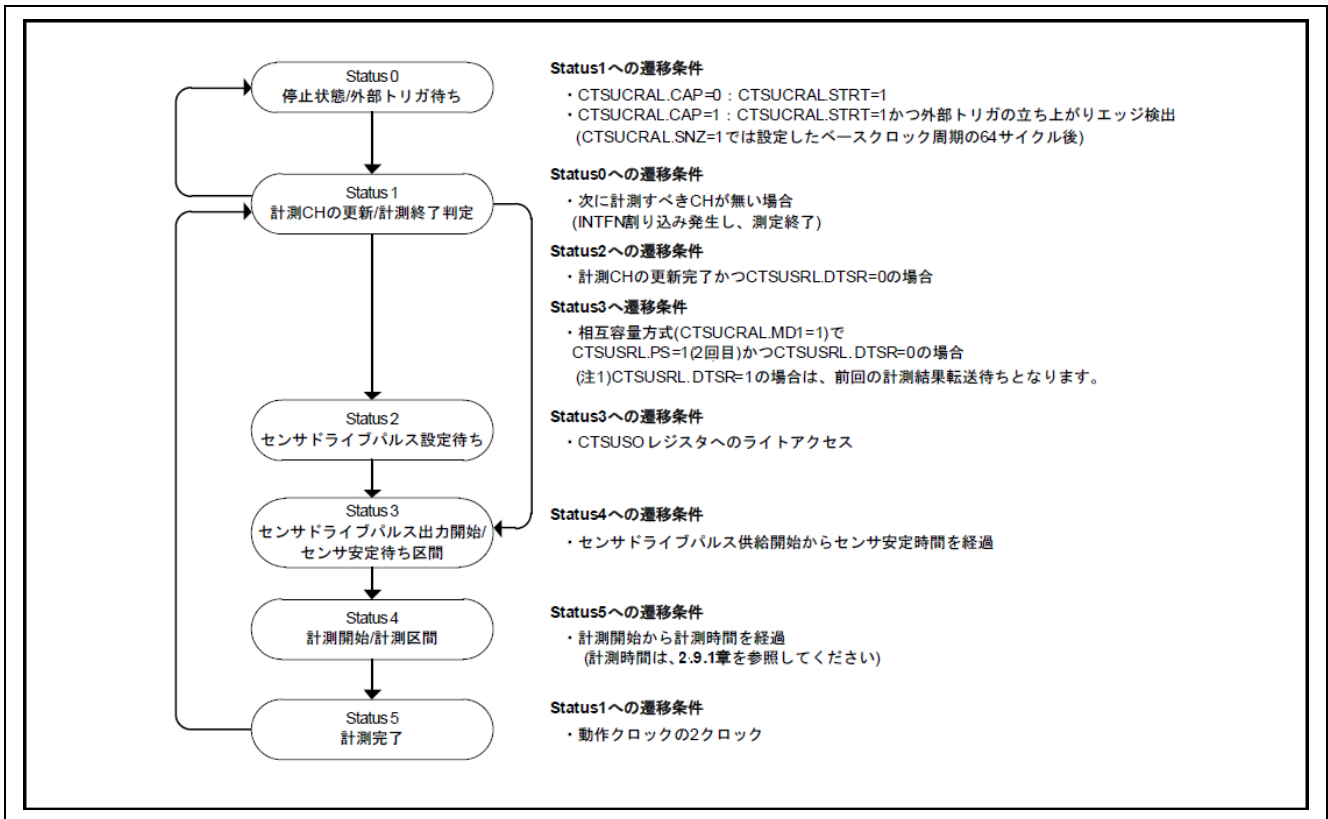 Status 0
停止状態/外部トリガ待ち
Status1への遷移条件
・CTSUCRAL.CAP=0：CTSUCRAL.STRT=1
・CTSUCRAL.CAP=1：CTSUCRAL.STRT=1かつ外部トリガの立ち上がりエッジ検出
(CTSUCRAL.SNZ=1では設定したベースクロック周期の64サイクル後)
Status 1
計測CHの更新/計測終了判定
Status0への遷移条件
・次に計測すべきCHが無い場合
(INTFN割り込み発生し、測定終了)
Status2への遷移条件
・計測CHの更新完了かつCTSUSRL.DTSR=0の場合
Status3へ遷移条件
・相互容量方式(CTSUCRAL.MD1=1)で
CTSUSRL.PS=1(2回目)かつCTSUSRL. DTSR=0の場合
(注1)CTSUSRL. DTSR=1の場合は、前回の計測結果転送待ちとなります。
Status 2
センサドライブパルス設定待ち
Status3への遷移条件
・CTSUSO レジスタへのライトアクセス
Status 3
センサドライブパルス出力開始/
センサ安定待ち区間
Status4への遷移条件
・センサドライブパルス供給開始からセンサ安定時間を経過
Status 4
計測開始/計測区間
Status5への遷移条件
・計測開始から計測時間を経過
(計測時間は、2.9.1章を参照してください)
Status 5
計測完了
Status1への遷移条件
・動作クロックの2クロック